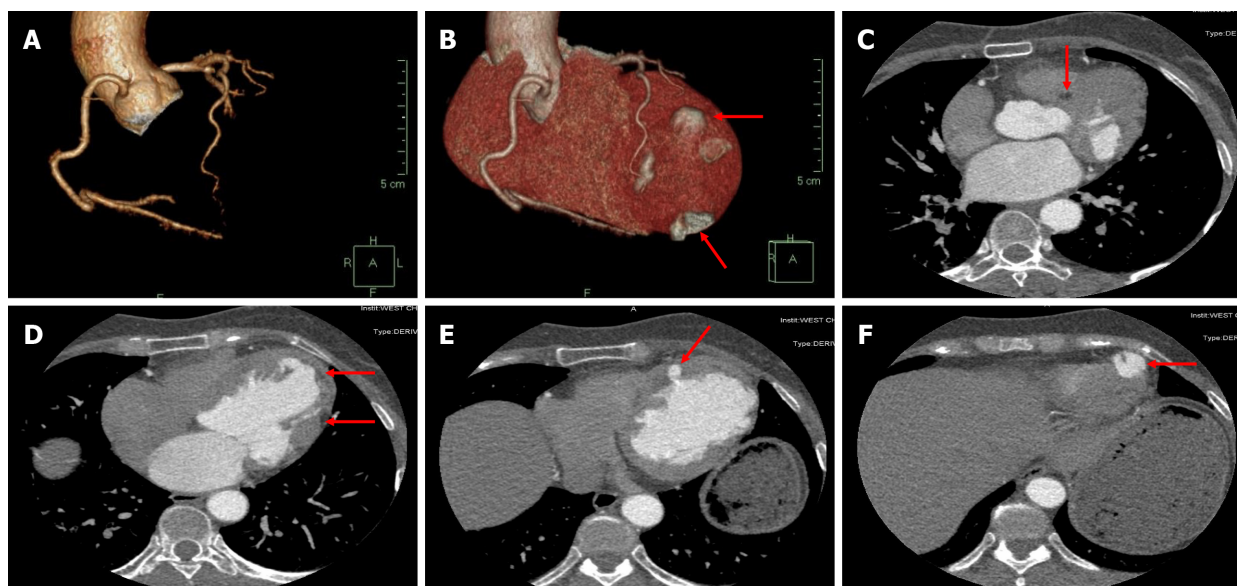 A
5 cm
H
R A L
F
F
B
5 cm
H
R A
F
F
C
Type:DE
D
Instit:WEST CH
Type:DERIV
E
A
Instit:WEST CH
Type:DERIV
F
Instit:WEST C
Type:DER